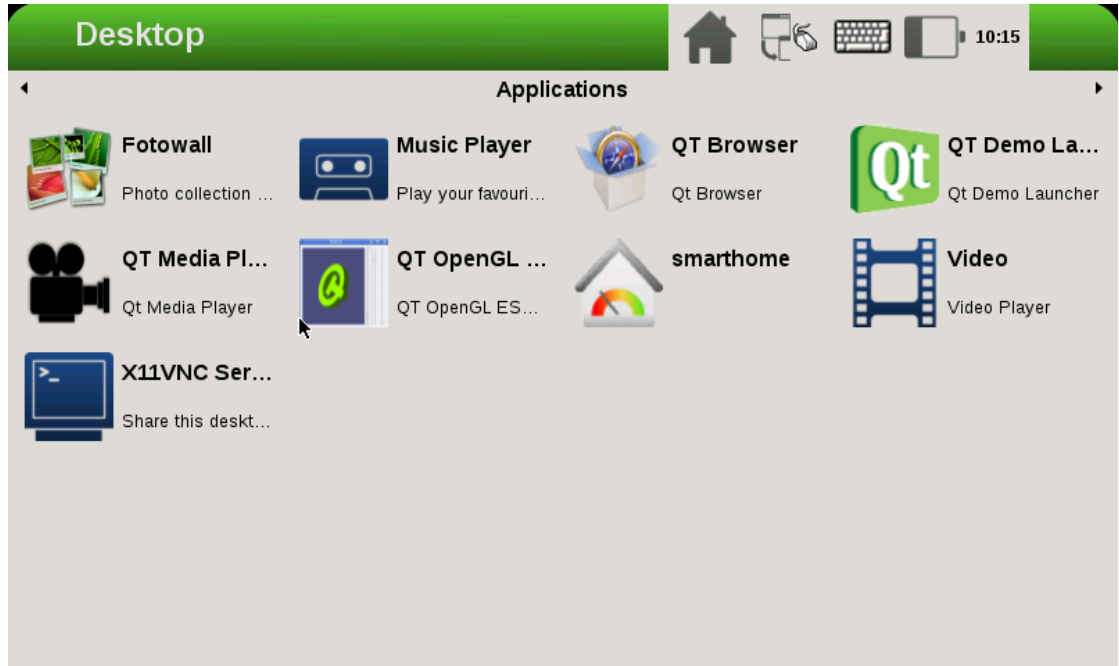 Desktop
10:15
Applications
Fotowall
Photo collection ...
Music Player
Play your favouri...
QT Browser
Qt Browser
QT Demo La...
Qt Demo Launcher
QT Media Pl...
Qt Media Player
QT OpenGL ...
QT OpenGL ES...
smarthome
Video
Video Player
X11VNC Ser...
Share this deskt...
Qt
>_